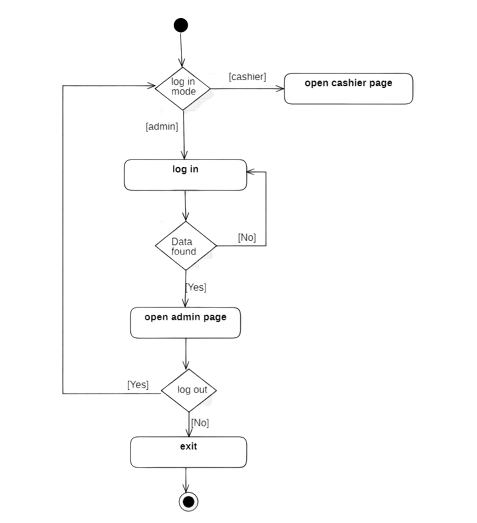 log in
mode
[cashier]
open cashier page
[admin]
log in
Data
found
[No]
[Yes]
open admin page
[Yes]
log out
[No]
exit